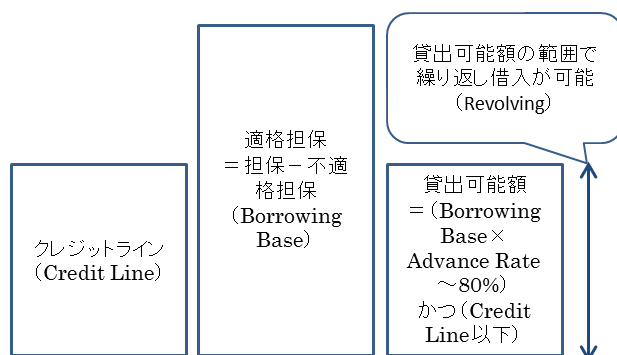 クレジットライン
（Credit Line）
適格担保
＝担保－不適
格担保
（Borrowing
Base）
貸出可能額の範囲で
繰り返し借入が可能
（Revolving）
貸出可能額
＝（Borrowing
Base×
Advance Rate
～80%）
かつ（Credit
Line以下）